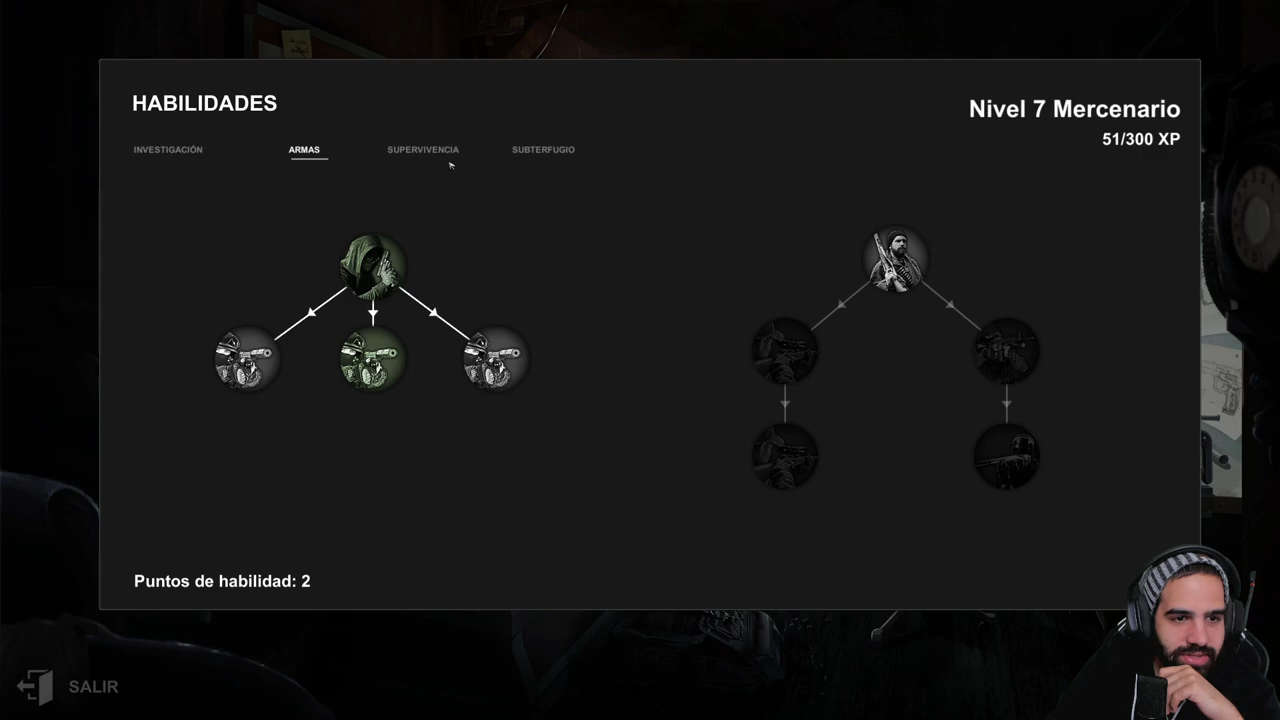 HABILIDADES
Nivel 7 Mercenario
51/300 XP
INVESTIGACIÓN
ARMAS
SUPERVIVENCIA
SUBTERFUGIO
Puntos de habilidad: 2
SALIR